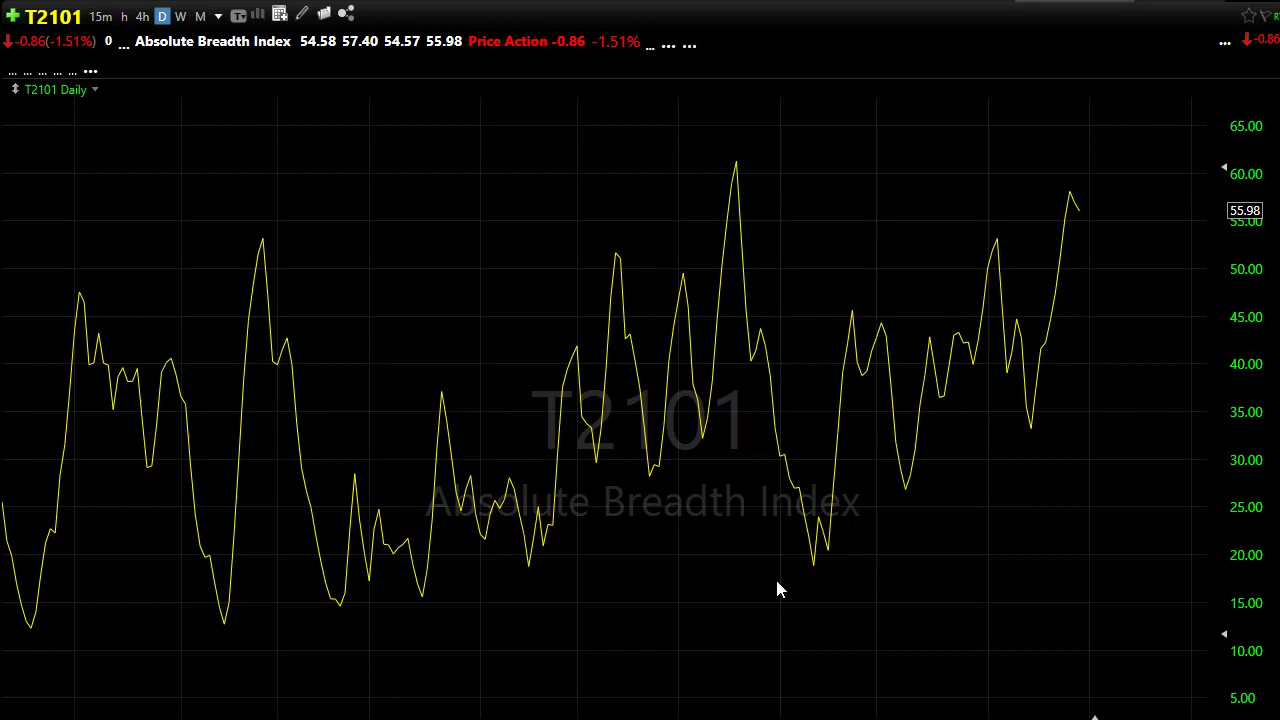 T2101 15m h 4h D W M
-0.86(-1.51%) 0 ... Absolute Breadth Index 54.58 57.40 54.57 55.98 Price Action -0.86 -1.51% ... ... ... ... -0.86
... ... ... ... ... ...
T2101 Daily
65.00
60.00
55.98
55.00
50.00
45.00
40.00
35.00
30.00
25.00
20.00
15.00
10.00
5.00
T2101
Absolute Breadth Index